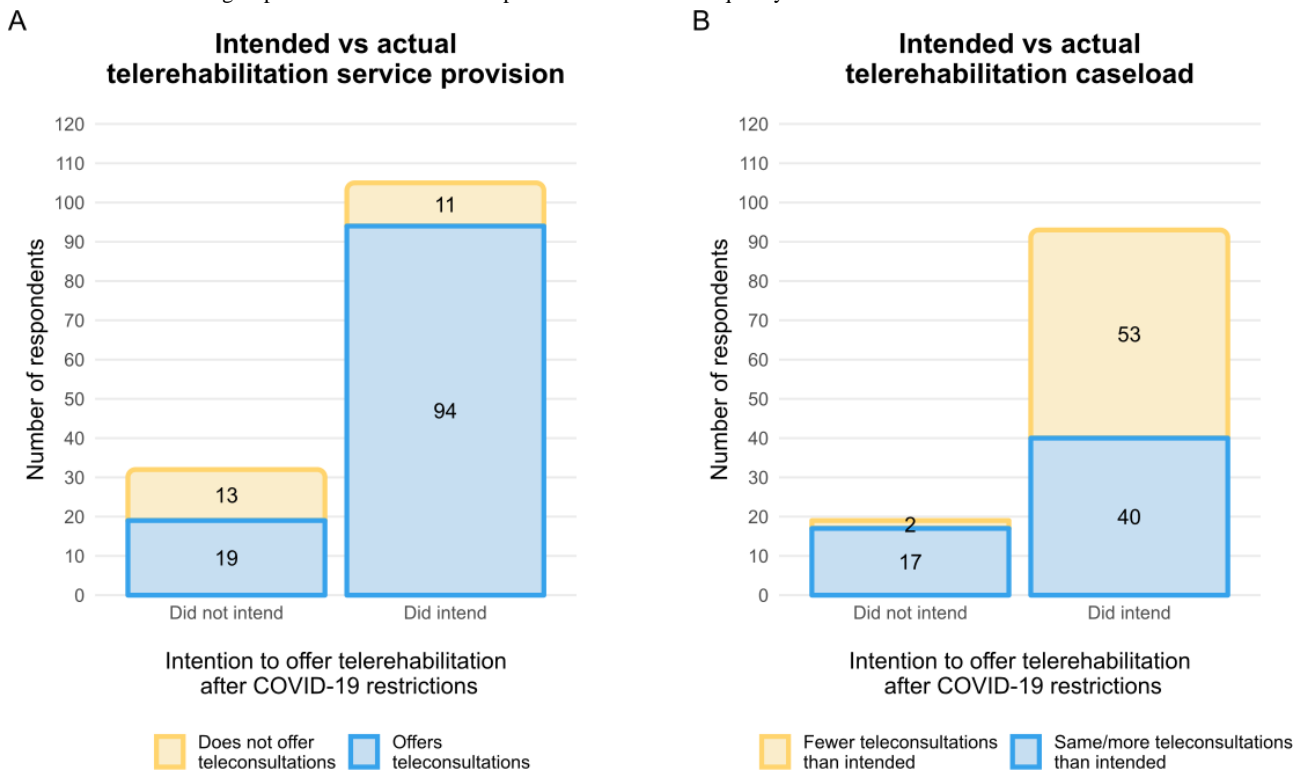 A
Intended vs actual
telerehabilitation service provision
120
110
100
90
80
70
60
50
40
30
20
10
0
Number of respondents
11
94
13
19
Did not intend
Did intend
Intention to offer telerehabilitation
after COVID-19 restrictions
Does not offer
teleconsultations
Offers
teleconsultations
B
Intended vs actual
telerehabilitation caseload
120
110
100
90
80
70
60
50
40
30
20
10
0
Number of respondents
53
40
2
17
Did not intend
Did intend
Intention to offer telerehabilitation
after COVID-19 restrictions
Fewer teleconsultations
than intended
Same/more teleconsultations
than intended